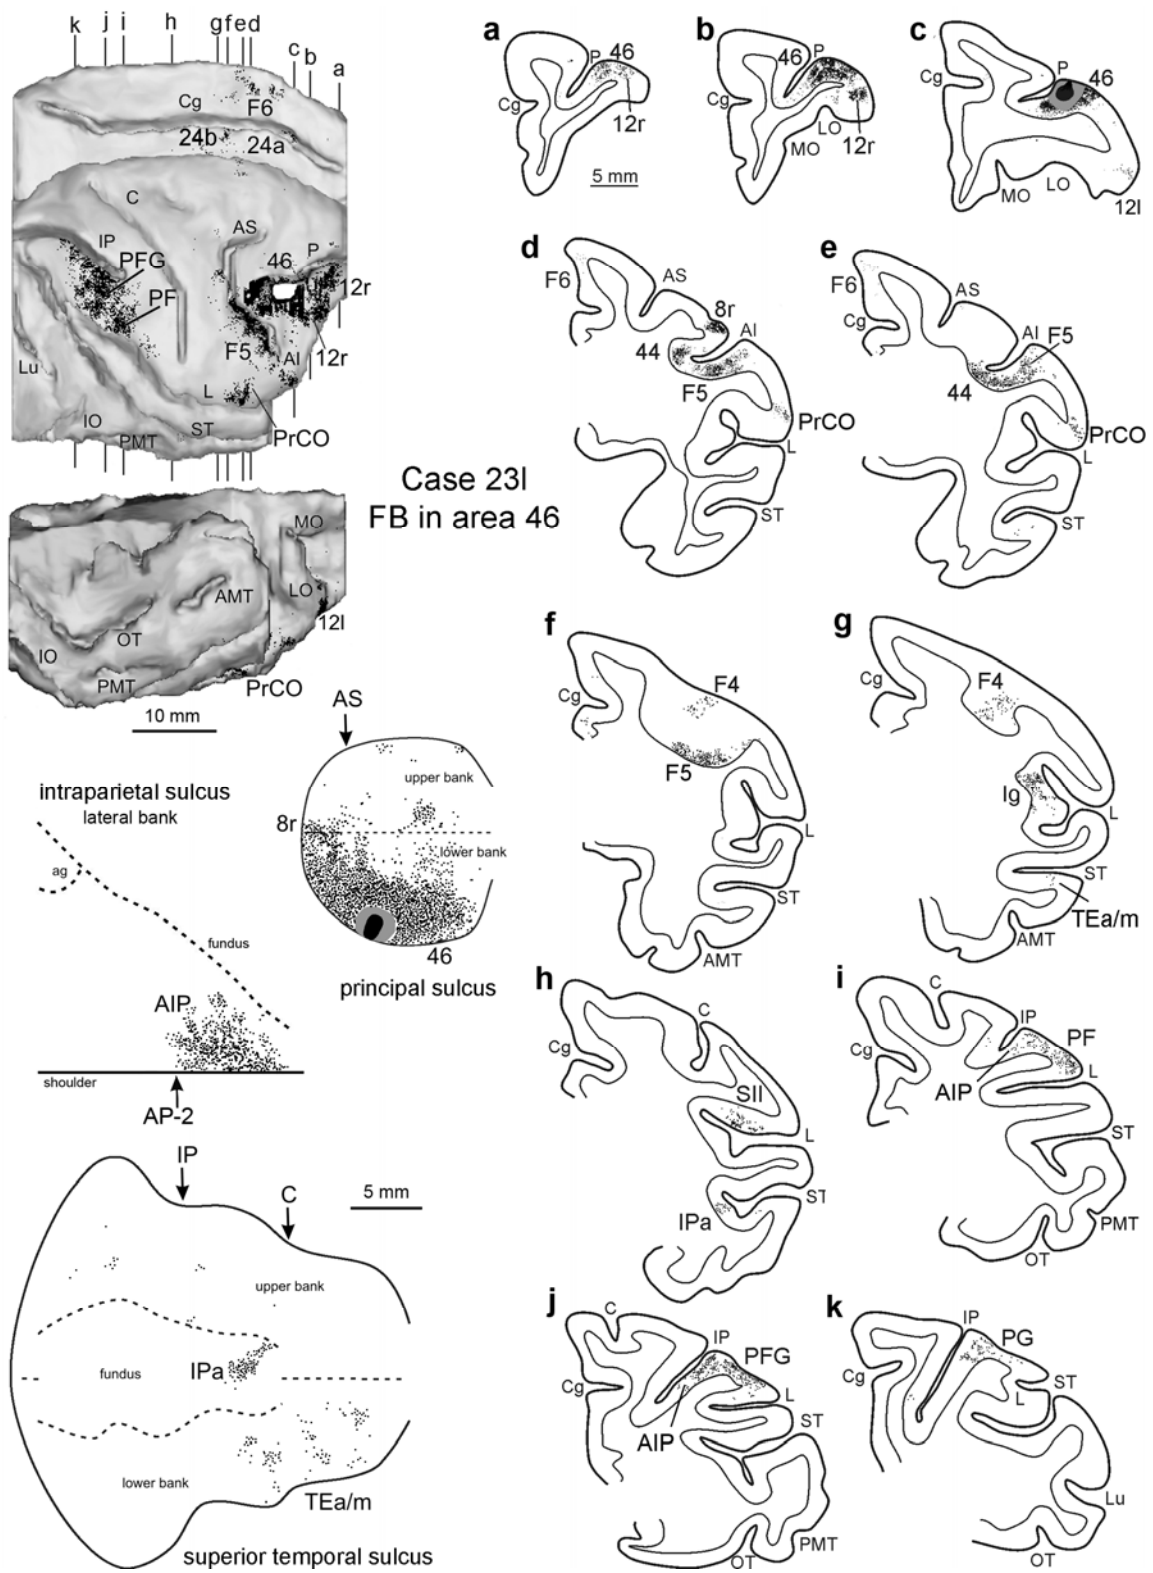 k j i h g f e d c b a
Cg
F6
24b
24a
C
AS
IP
PFG
PF
46
P
12r
12r
F5
AI
Lu
L
IO
PMT
ST
PrCO
MO
LO
AMT
12l
OT
IO
PMT
PrCO
10 mm
Case 23l
FB in area 46
intraparietal sulcus
lateral bank
ag
fundus
AIP
shoulder
AP-2
AS
upper bank
8r
lower bank
46
principal sulcus
IP
C
5 mm
upper bank
fundus
IPa
lower bank
TEa/m
superior temporal sulcus
a
P
46
Cg
12r
5 mm
b
46
P
Cg
LO
MO
12r
c
P
46
Cg
MO
LO
12l
d
F6
AS
Cg
8r
AI
44
F5
PrCO
L
ST
e
F6
AS
Cg
AI
F5
44
PrCO
L
ST
f
Cg
F4
F5
L
ST
AMT
g
Cg
F4
Ig
L
ST
TEa/m
AMT
h
C
Cg
SII
L
ST
IPa
i
C
IP
Cg
PF
AIP
L
ST
PMT
OT
j
C
IP
PFG
Cg
L
ST
AIP
PMT
OT
k
IP
PG
Cg
ST
L
Lu
OT